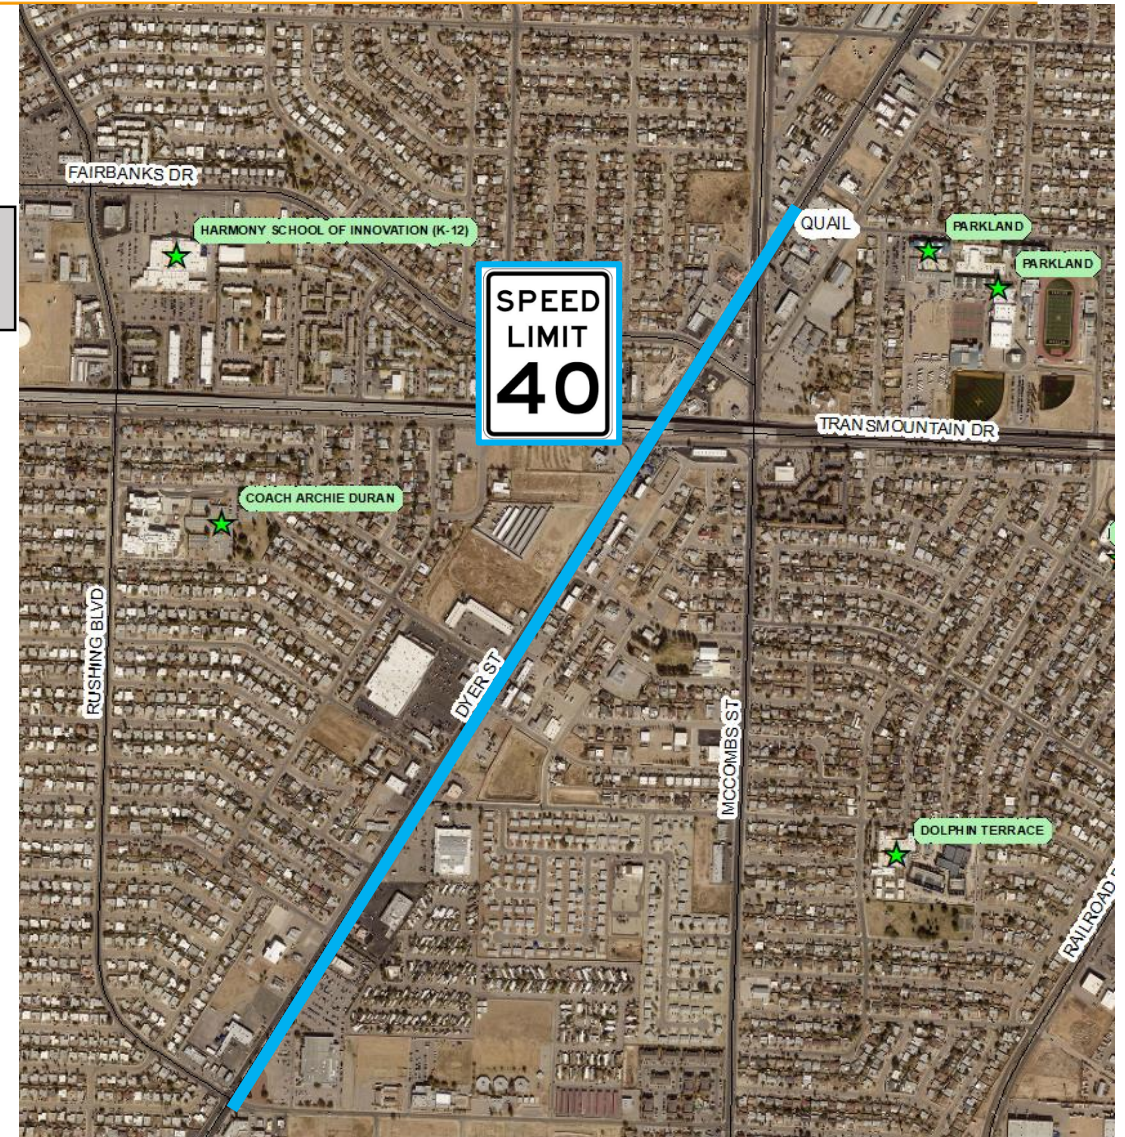 FAIRBANKS DR
HARMONY SCHOOL OF INNOVATION (K-12)
QUAIL
PARKLAND
PARKLAND
SPEED
LIMIT
40
TRANSMOUNTAIN DR
COACH ARCHIE DURAN
RUSHING BLVD
DYER ST
MCCOMBS ST
DOLPHIN TERRACE
RAILROAD